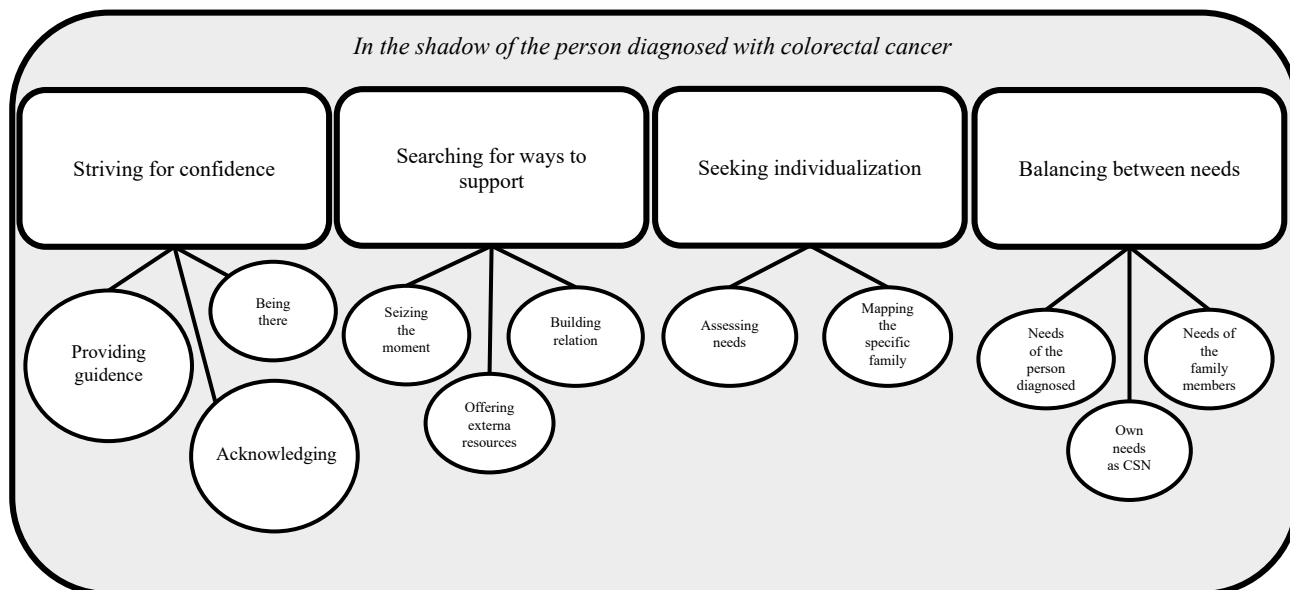 In the shadow of the person diagnosed with colorectal cancer
Striving for confidence
Searching for ways to
support
Seeking individualization
Balancing between needs
Providing
guidence
Acknowledging
Being
there
Seizing
the
moment
Offering
externa
resources
Building
relation
Assessing
needs
Mapping
the
specific
family
Needs
of the
person
diagnosed
Own
needs
as CSN
Needs of
the
family
members